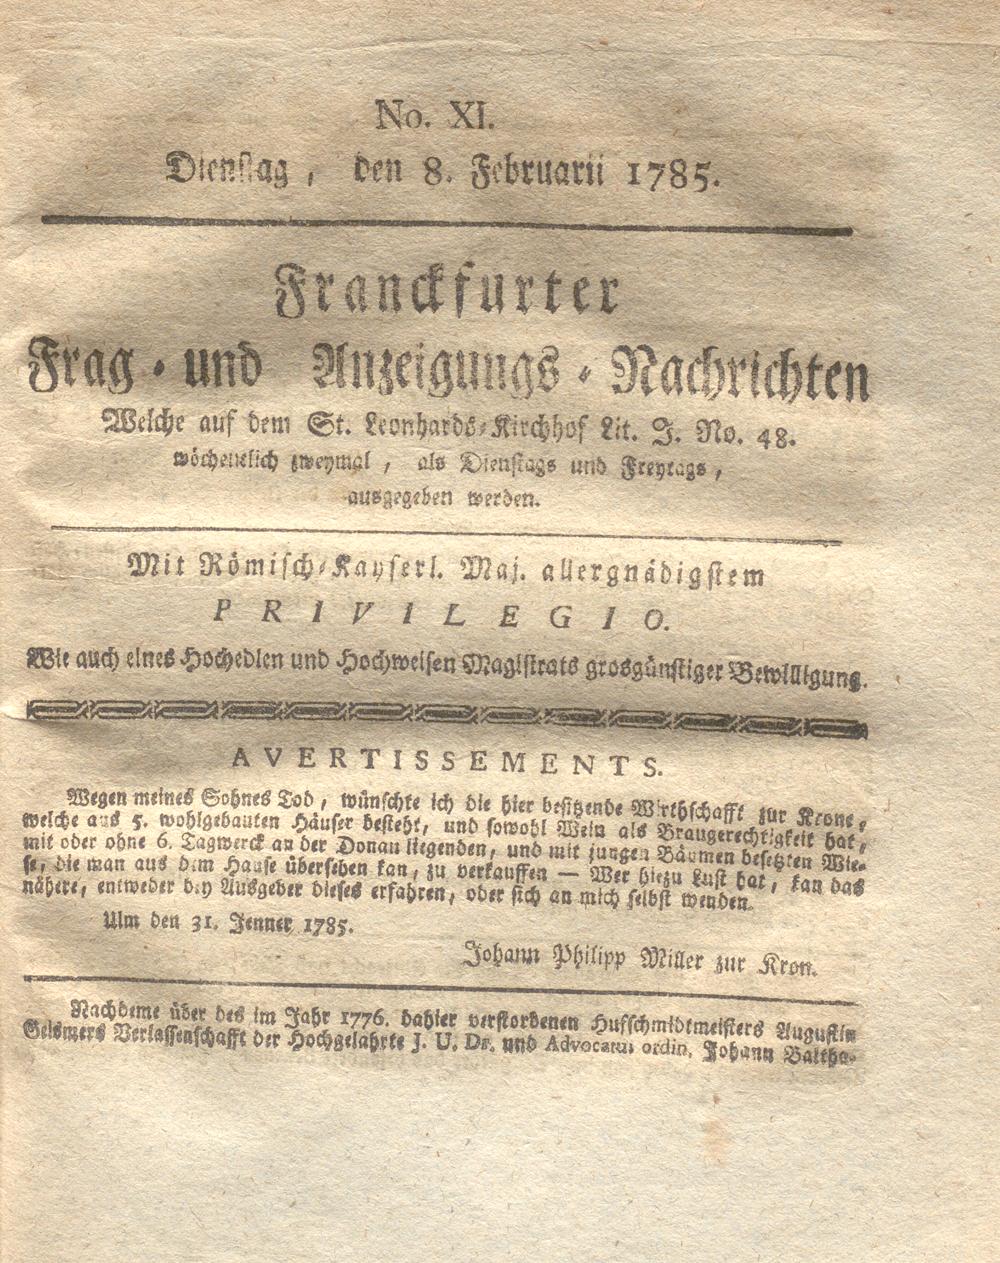 No. XI.
Dienstag, den 8. Februarii 1785.
Franckfurter
Frag- und Anzeigungs-Nachrichten
Welche auf dem St. Leonhards-Kirchhof Lit. J. No. 48.
wöchentlich zweymal, als Dienstags und Freytags,
ausgegeben werden.
Mit Römisch-Kayserl. Maj. allergnädigstem
PRIVILEGIO.
Wie auch eines Hochedlen und Hochweisen Magistrats grosgünstiger Bewilligung.
AVERTISSEMENTS.
Wegen meines Sohnes Tod, wünschte ich die hier besitzende Wirthschafft zur Krone,
welche aus 5. wohlgebauten Häuser besteht, und sowohl Wein als Braugerechtigkeit hat,
mit oder ohne 6. Tagwerck an der Donau liegenden, und mit jungen Bäumen besetzten Wie-
se, die man aus dem Hause übersehen kan, zu verkauffen — Wer hiezu Lust hat, kan das
nähere, entweder bey Ausgeber dieses erfahren, oder sich an mich selbst wenden.
Ulm den 31. Jenner 1785.
Johann Philipp Miller zur Kron.
Nachdeme über des im Jahr 1776. dahier verstorbenen Hufschmidtmeisters Augustin
Geismers Verlassenschafft der Hochgelahrte J. U. Dr. und Advocatus ordin. Johann Baltha-